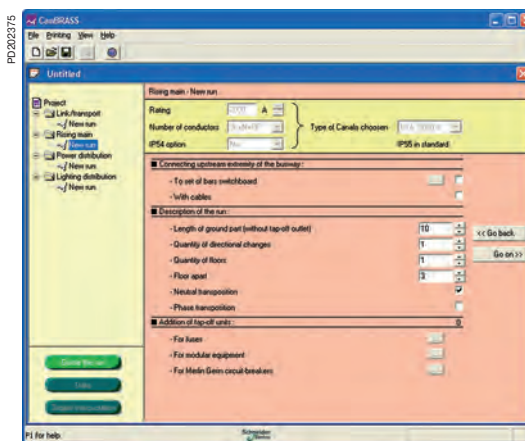 PD202375
CanBRASS
File Printing View Help
Untitled
Project
Link/transport
New run
Rising main
New run
Power distribution
New run
Lighting distribution
New run
Rising main - New run
Rating
A
Number of conductors
Type of Canalis choosen
IP54 option
No
IP55 in standard
Connecting upstream extremity of the busway :
- To set of bars switchboard
- With cables
Description of the run :
- Length of ground part (without tap-off outlet) 10
- Quantity of directional changes 1
- Quantity of floors 1
- Floor apart 3
- Neutral transposition
- Phase transposition
Addition of tap-off units : 0
- For fuses
- For modular equipment
- For Merlin Gerin circuit-breakers
<< Go back
Go on >>
F1 for help
Schneider
Electric